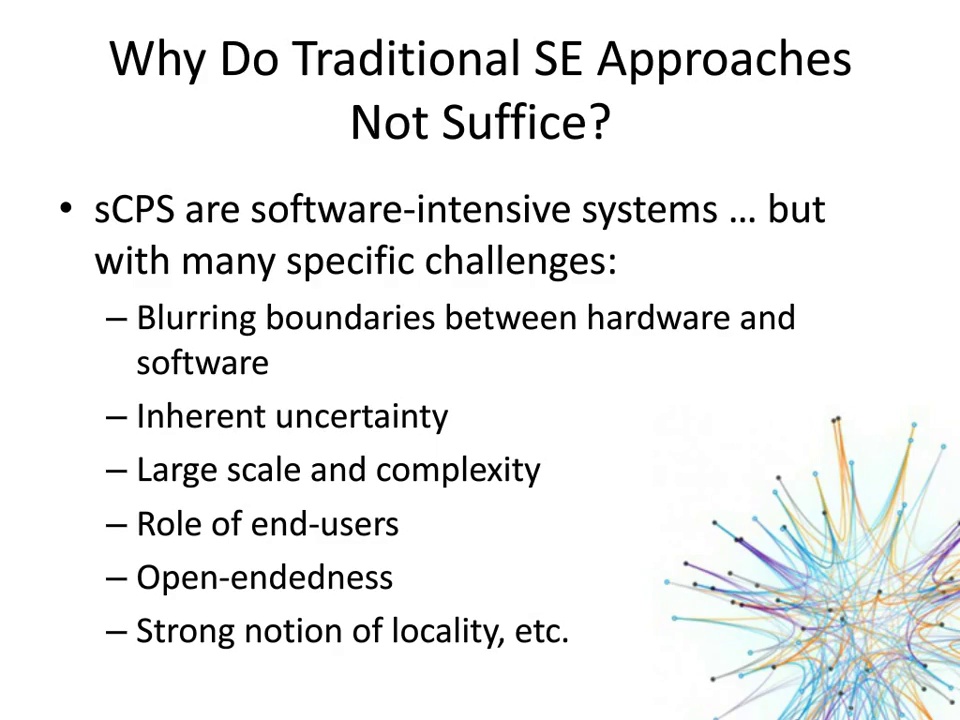 Why Do Traditional SE Approaches
Not Suffice?
• sCPS are software-intensive systems … but
with many specific challenges:
– Blurring boundaries between hardware and
software
– Inherent uncertainty
– Large scale and complexity
– Role of end-users
– Open-endedness
– Strong notion of locality, etc.